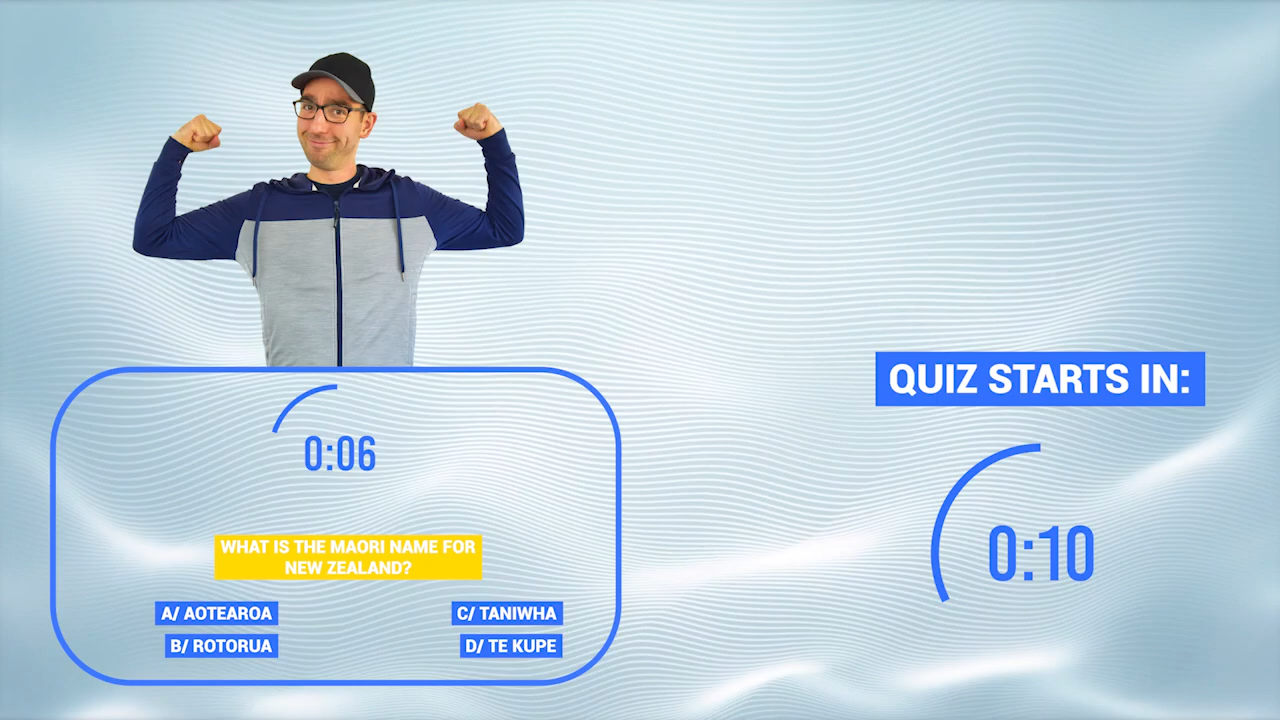 0:06
WHAT IS THE MAORI NAME FOR
NEW ZEALAND?
A/ AOTEAROA
B/ ROTORUA
C/ TANIWHA
D/ TE KUPE
QUIZ STARTS IN:
0:10